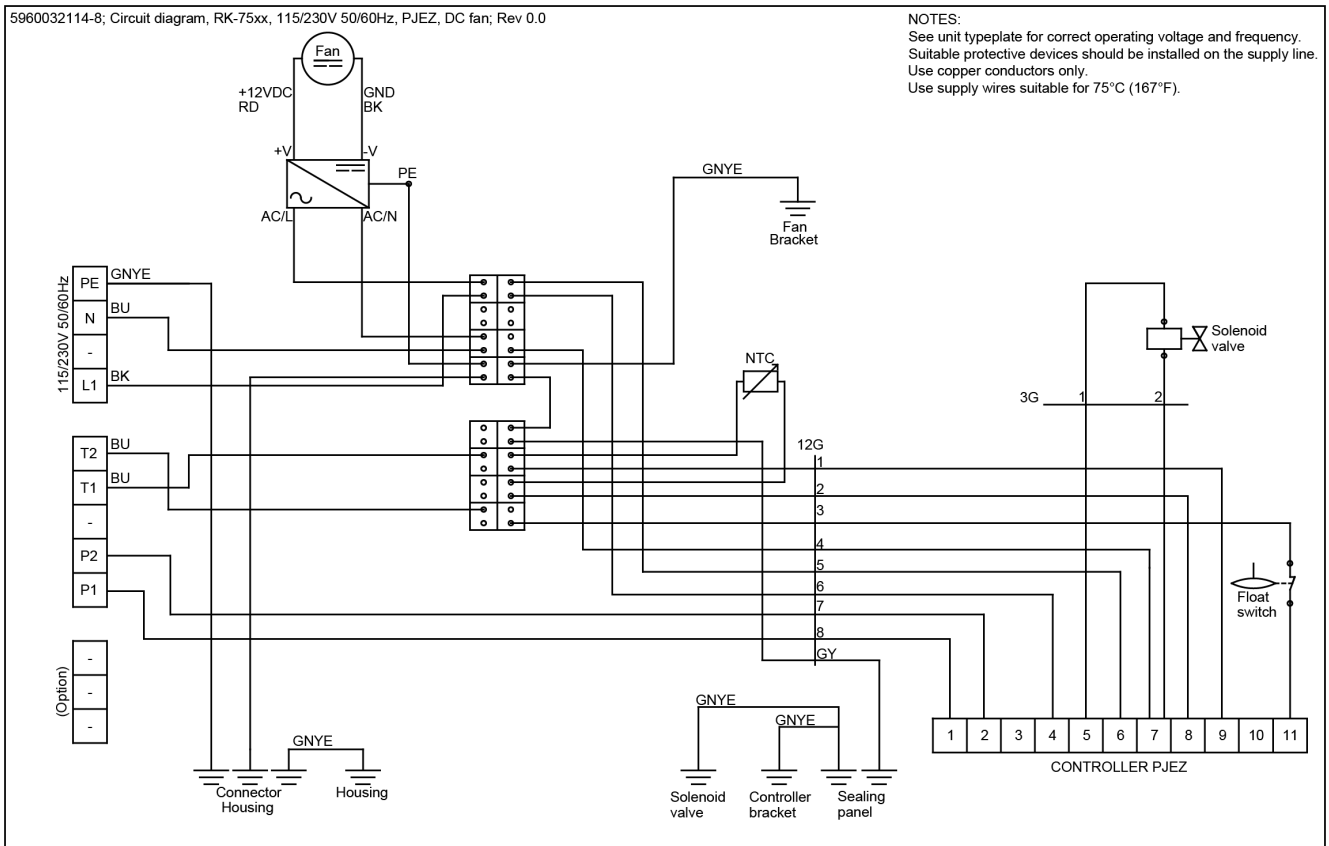 5960032114-8; Circuit diagram, RK-75xx, 115/230V 50/60Hz, PJEZ, DC fan; Rev 0.0
NOTES:
See unit typeplate for correct operating voltage and frequency.
Suitable protective devices should be installed on the supply line.
Use copper conductors only.
Use supply wires suitable for 75°C (167°F).
Fan
+12VDC
RD
GND
BK
+V
-V
PE
AC/L
AC/N
GNYE
Fan
Bracket
115/230V 50/60Hz
PE
GNYE
N
BU
-
L1
BK
T2
BU
T1
BU
-
P2
P1
(Option)
-
-
-
NTC
Solenoid
valve
3G
1
2
12G
1
2
3
4
5
6
7
8
GY
Float
switch
GNYE
Connector
Housing
Housing
GNYE
GNYE
Solenoid
valve
Controller
bracket
Sealing
panel
1 2 3 4 5 6 7 8 9 10 11
CONTROLLER PJEZ